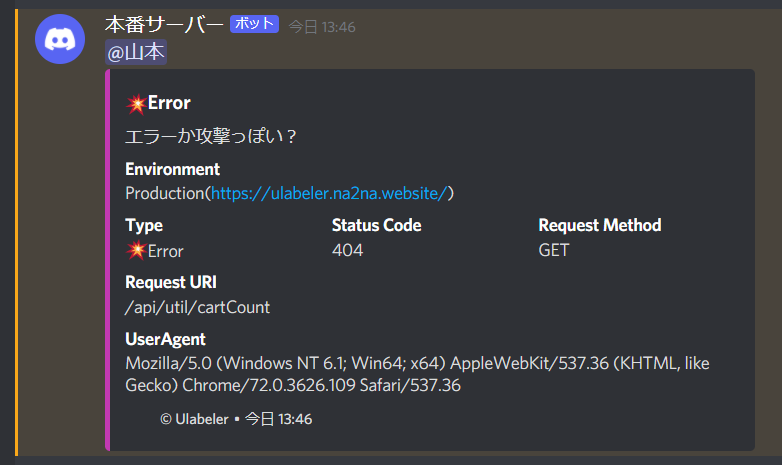 本番サーバー ボット 今日 13:46
@山本
💥Error
エラーか攻撃っぽい？
Environment
Production(https://ulabeler.na2na.website/)
Type Status Code Request Method
💥Error 404 GET
Request URI
/api/util/cartCount
UserAgent
Mozilla/5.0 (Windows NT 6.1; Win64; x64) AppleWebKit/537.36 (KHTML, like
Gecko) Chrome/72.0.3626.109 Safari/537.36
© Ulabeler • 今日 13:46